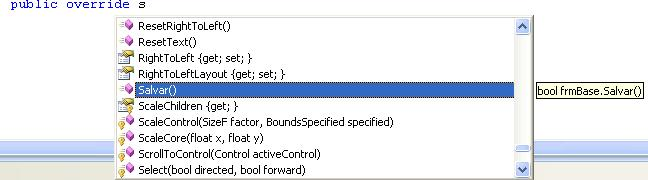 public override s
ResetRightToLeft()
ResetText()
RightToLeft {get; set; }
RightToLeftLayout {get; set; }
Salvar()
bool frmBase.Salvar()
ScaleChildren {get; }
ScaleControl(SizeF factor, BoundsSpecified specified)
ScaleCore(float x, float y)
ScrollToControl(Control activeControl)
Select(bool directed, bool forward)